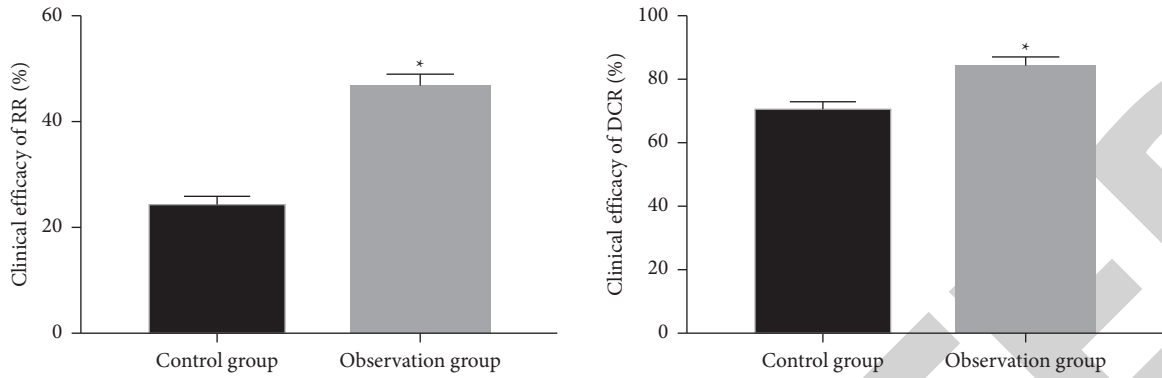 Clinical efficacy of RR (%)
60
40
20
0
*
Control group
Observation group
Clinical efficacy of DCR (%)
100
80
60
40
20
0
*
Control group
Observation group